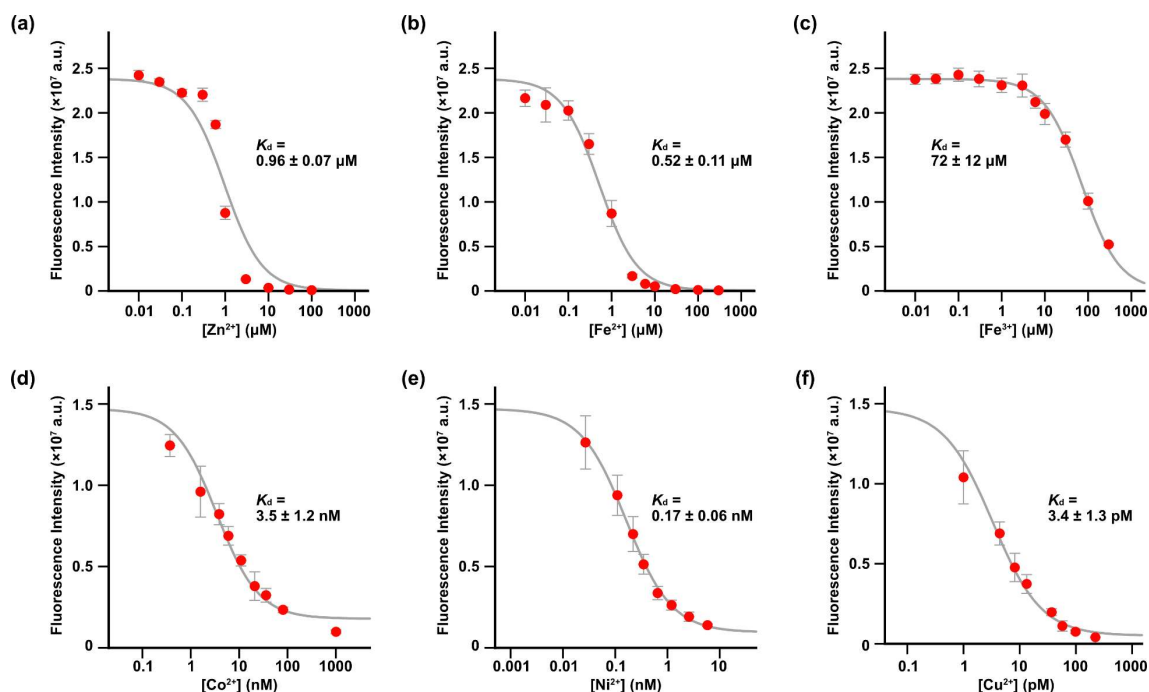 (a)
Fluorescence Intensity (×10⁷ a.u.)
2.5
2.0
1.5
1.0
0.5
0
K_d =
0.96 ± 0.07 µM
0.01 0.1 1 10 100 1000
[Zn²⁺] (µM)
(b)
Fluorescence Intensity (×10⁷ a.u.)
2.5
2.0
1.5
1.0
0.5
0
K_d =
0.52 ± 0.11 µM
0.01 0.1 1 10 100 1000
[Fe²⁺] (µM)
(c)
Fluorescence Intensity (×10⁷ a.u.)
2.5
2.0
1.5
1.0
0.5
0
K_d =
72 ± 12 µM
0.01 0.1 1 10 100 1000
[Fe³⁺] (µM)
(d)
Fluorescence Intensity (×10⁷ a.u.)
1.5
1.0
0.5
0
K_d =
3.5 ± 1.2 nM
0.1 1 10 100 1000
[Co²⁺] (nM)
(e)
Fluorescence Intensity (×10⁷ a.u.)
1.5
1.0
0.5
0
K_d =
0.17 ± 0.06 nM
0.001 0.01 0.1 1 10
[Ni²⁺] (nM)
(f)
Fluorescence Intensity (×10⁷ a.u.)
1.5
1.0
0.5
0
K_d =
3.4 ± 1.3 pM
0.1 1 10 100 1000
[Cu²⁺] (pM)